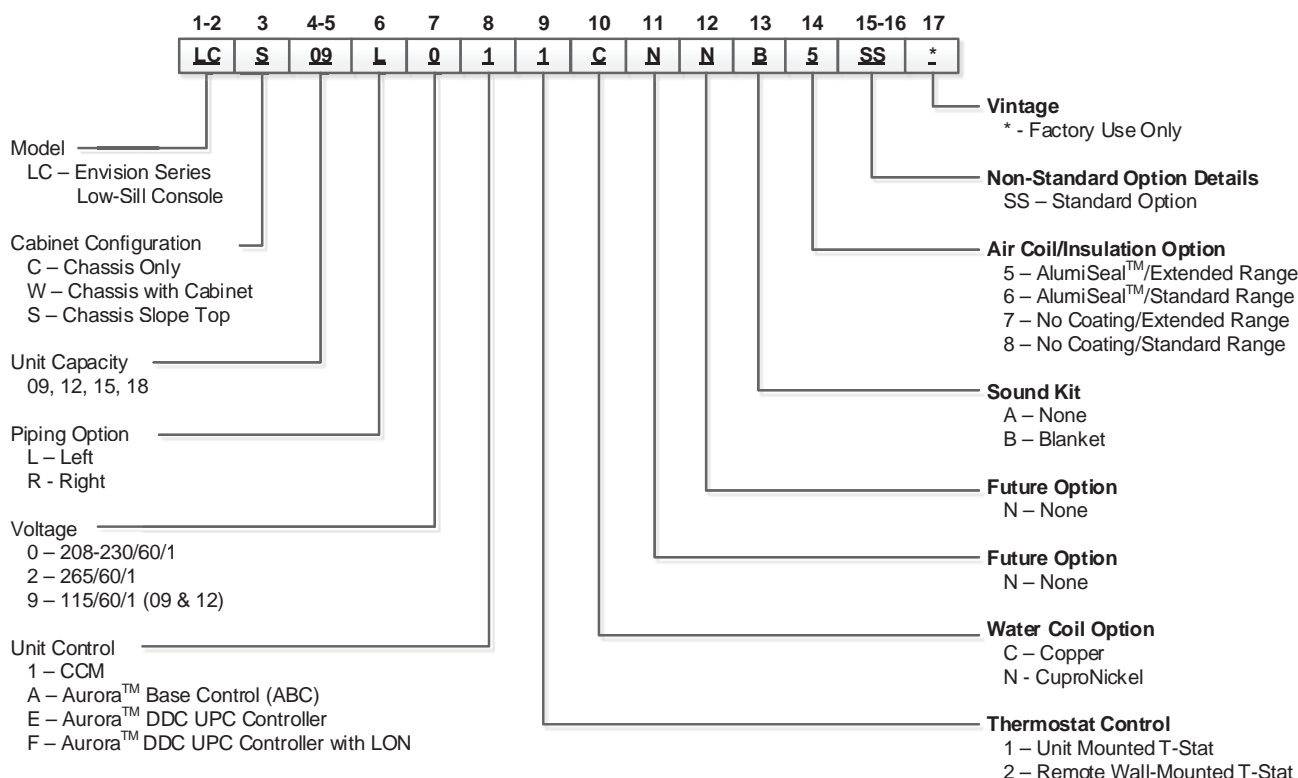 1-2 3 4-5 6 7 8 9 10 11 12 13 14 15-16 17
LC S 09 L 0 1 1 C N N B 5 SS *
Model
LC – Envision Series
Low-Sill Console
Cabinet Configuration
C – Chassis Only
W – Chassis with Cabinet
S – Chassis Slope Top
Unit Capacity
09, 12, 15, 18
Piping Option
L – Left
R - Right
Voltage
0 – 208-230/60/1
2 – 265/60/1
9 – 115/60/1 (09 & 12)
Unit Control
1 – CCM
A – Aurora™ Base Control (ABC)
E – Aurora™ DDC UPC Controller
F – Aurora™ DDC UPC Controller with LON
Vintage
* - Factory Use Only
Non-Standard Option Details
SS – Standard Option
Air Coil/Insulation Option
5 – AlumiSeal™/Extended Range
6 – AlumiSeal™/Standard Range
7 – No Coating/Extended Range
8 – No Coating/Standard Range
Sound Kit
A – None
B – Blanket
Future Option
N – None
Future Option
N – None
Water Coil Option
C – Copper
N - CuproNickel
Thermostat Control
1 – Unit Mounted T-Stat
2 – Remote Wall-Mounted T-Stat